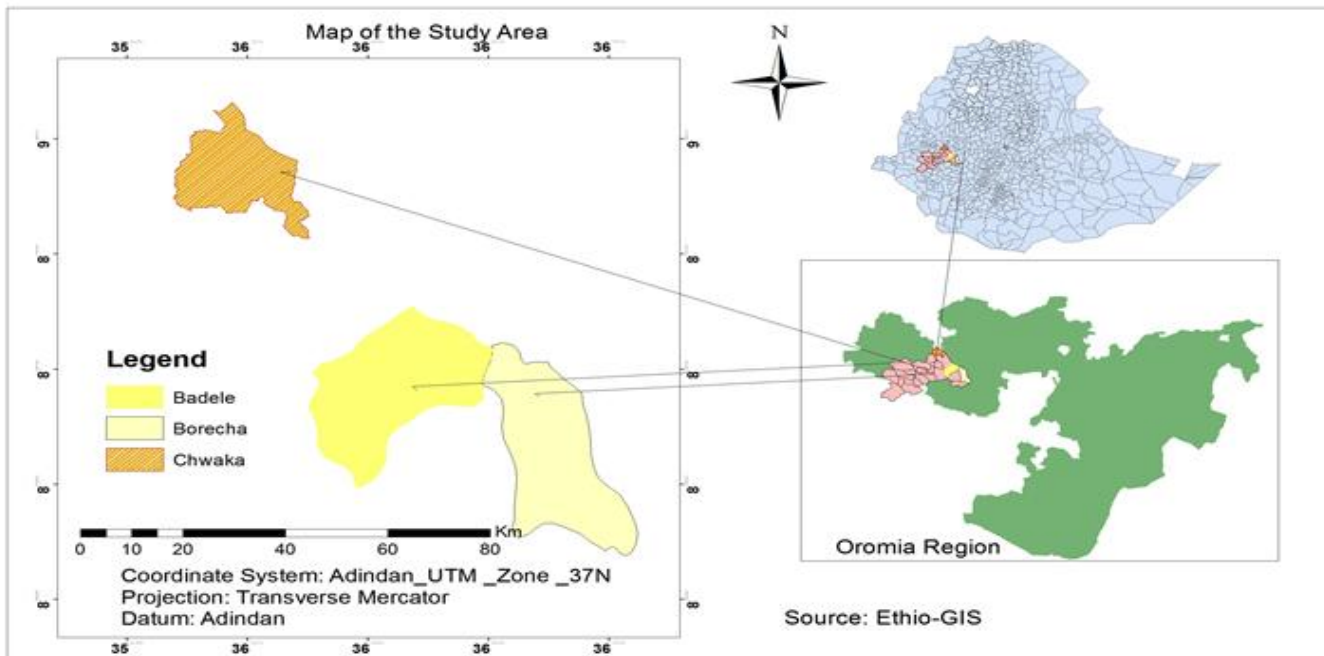 Map of the Study Area
N
35 36 36 36 36
9
8
8
8
8
Legend
Badele
Borecha
Chwaka
Km
0 10 20 40 60 80
Coordinate System: Adindan_UTM _Zone _37N
Projection: Transverse Mercator
Datum: Adindan
35 36 36 36 36
9
8
8
8
8
Oromia Region
Source: Ethio-GIS